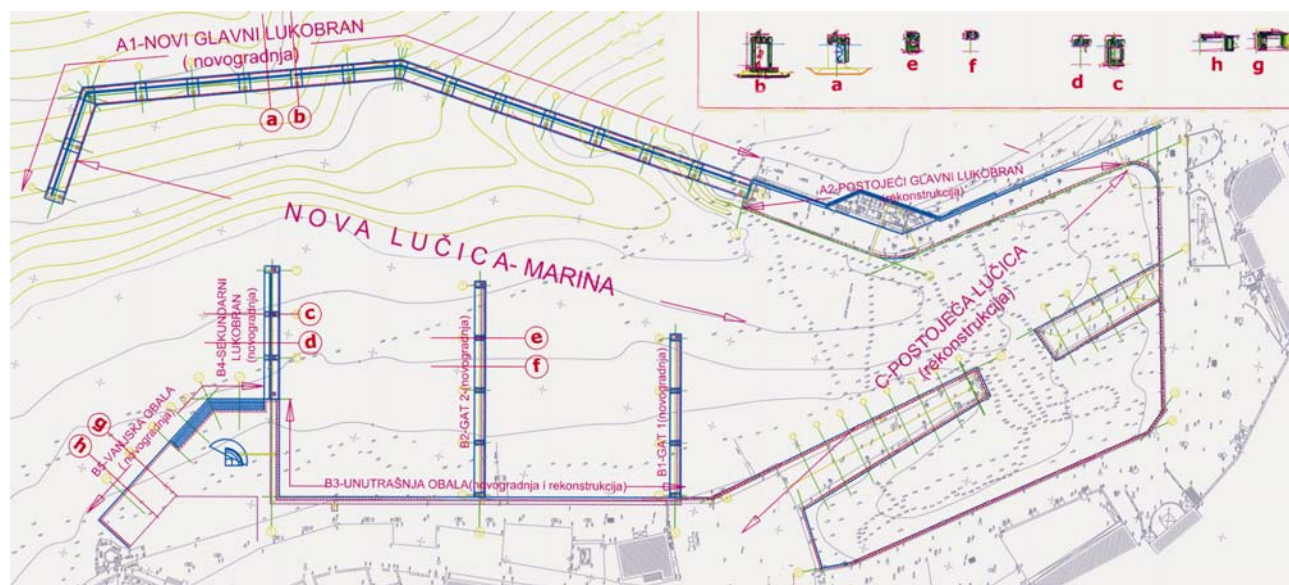 A1-NOVI GLAVNI LUKOBRAN
( novogradnja)
b
a
e
f
d
c
h
g
a
b
A2-POSTOJEĆI GLAVNI LUKOBRAN
(rekonstrukcija)
NOVA LUČICA-MARINA
C-POSTOJEĆA LUČICA
(rekonstrukcija)
B4-SEKUNDARNI
LUKOBRAN
(novogradnja)
c
d
e
f
B2-GAT 2-(novogradnja)
B1-GAT 1(novogradnja)
g
h
B5-VANJSKA OBALA
( novogradnja)
B3-UNUTRAŠNJA OBALA(novogradnja i rekonstrukcija)